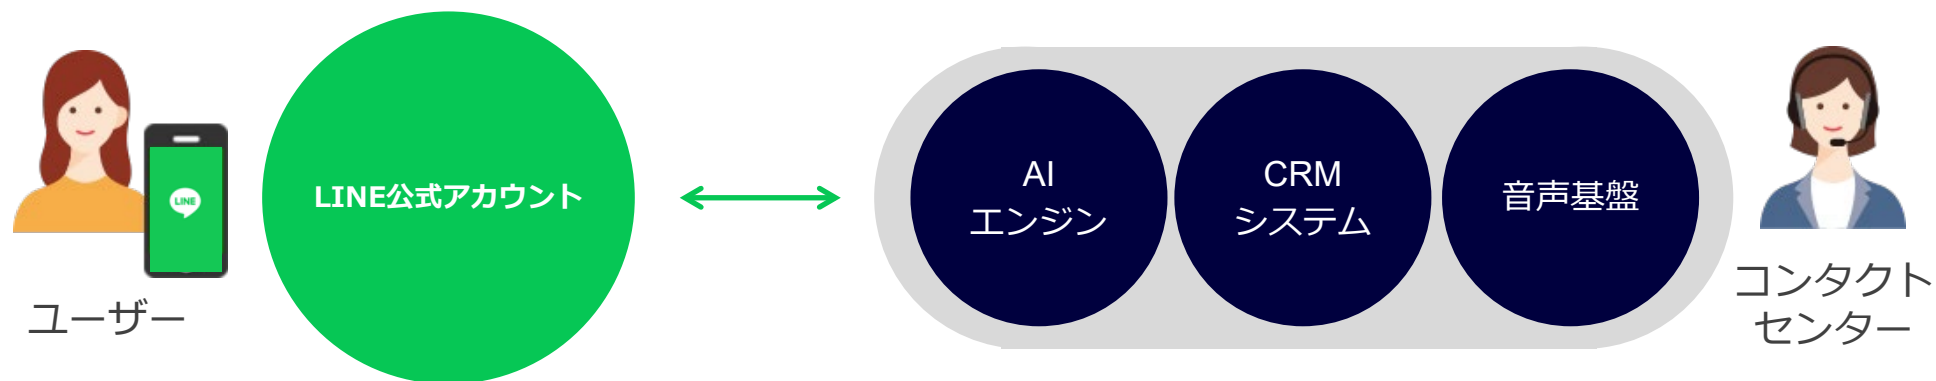 LINE
ユーザー
LINE公式アカウント
AI
エンジン
CRM
システム
音声基盤
コンタクト
センター